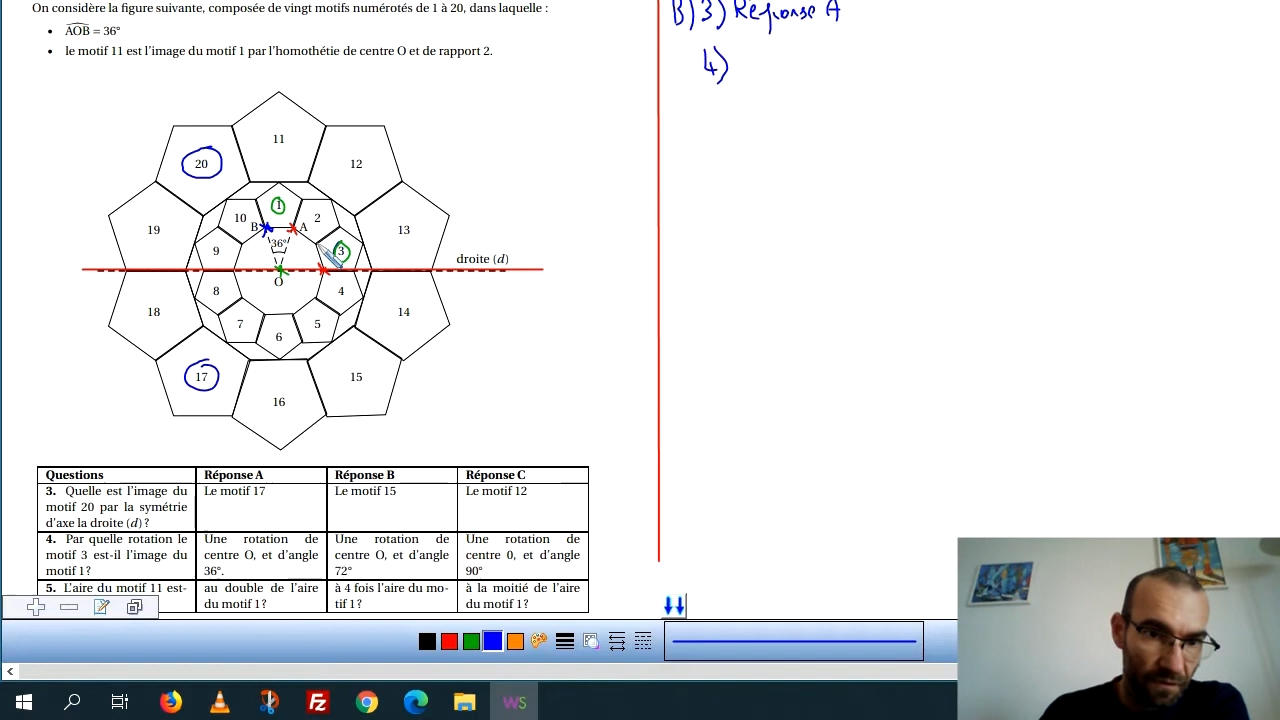 On considère la figure suivante, composée de vingt motifs numérotés de 1 à 20, dans laquelle :
• AOB = 36°
• le motif 11 est l'image du motif 1 par l'homothétie de centre O et de rapport 2.
B) 3) Réponse A
4)
11
20
12
1
10
2
B
A
19
13
36°
9
3
droite (d)
O
8
4
18
14
7
5
6
17
15
16
Questions
Réponse A
Réponse B
Réponse C
3. Quelle est l'image du
motif 20 par la symétrie
d'axe la droite (d) ?
Le motif 17
Le motif 15
Le motif 12
4. Par quelle rotation le
motif 3 est-il l'image du
motif 1?
Une rotation de
centre O, et d'angle
36°.
Une rotation de
centre O, et d'angle
72°
Une rotation de
centre 0, et d'angle
90°
5. L'aire du motif 11 est-
au double de l'aire
du motif 1?
à 4 fois l'aire du mo-
tif 1?
à la moitié de l'aire
du motif 1?
WS